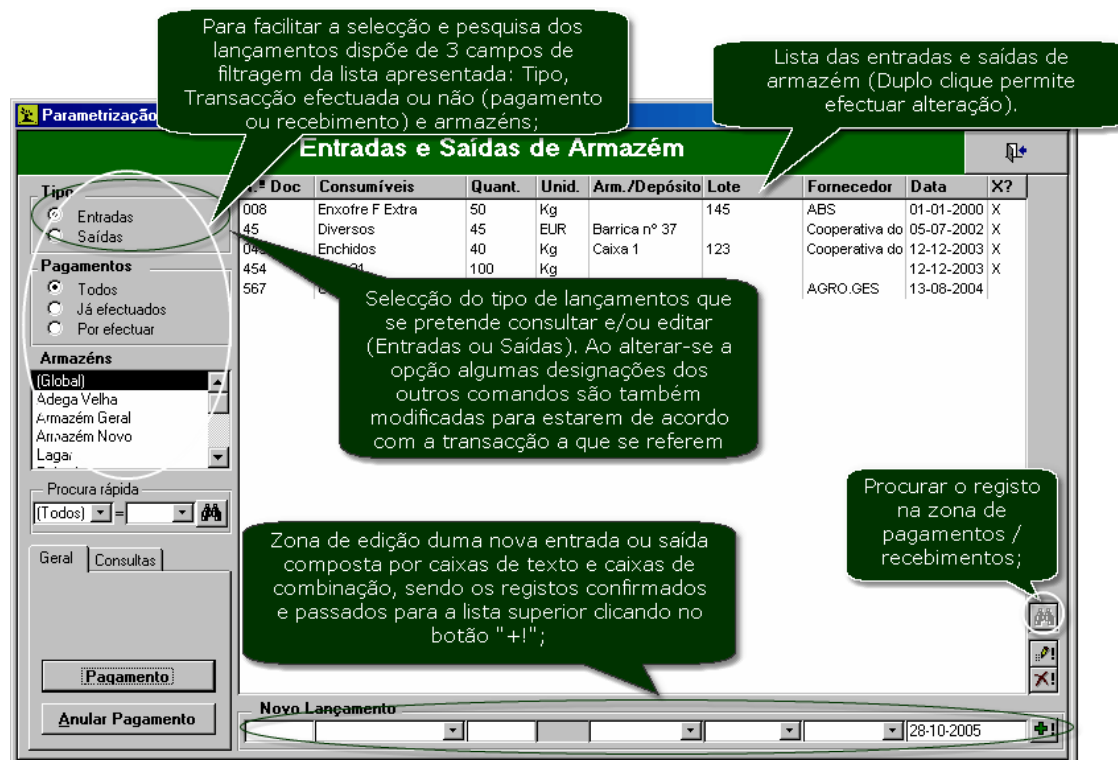 Para facilitar a selecção e pesquisa dos
lançamentos dispõe de 3 campos de
filtragem da lista apresentada: Tipo,
Transacção efectuada ou não (pagamento
ou recebimento) e armazéns;
Lista das entradas e saídas de
armazém (Duplo clique permite
efectuar alteração).
Parametrização
Entradas e Saídas de Armazém
Tipo
Entradas
Saídas
Pagamentos
Todos
Já efectuados
Por efectuar
Armazéns
(Global)
Adega Velha
Armazém Geral
Armazém Novo
Lagar
Procura rápida
(Todos) =
Geral Consultas
Pagamento
Anular Pagamento
Doc Consumíveis Quant. Unid. Arm./Depósito Lote Fornecedor Data X?
008 Enxofre F Extra 50 Kg 145 ABS 01-01-2000 X
45 Diversos 45 EUR Barrica nº 37 Cooperativa do 05-07-2002 X
Enchidos 40 Kg Caixa 1 123 Cooperativa do 12-12-2003 X
454 100 Kg 12-12-2003 X
567 AGRO.GES 13-08-2004
Selecção do tipo de lançamentos que
se pretende consultar e/ou editar
(Entradas ou Saídas). Ao alterar-se a
opção algumas designações dos
outros comandos são também
modificadas para estarem de acordo
com a transacção a que se referem
Procurar o registo
na zona de
pagamentos /
recebimentos;
Zona de edição duma nova entrada ou saída
composta por caixas de texto e caixas de
combinação, sendo os registos confirmados
e passados para a lista superior clicando no
botão "+!";
Novo Lançamento
28-10-2005